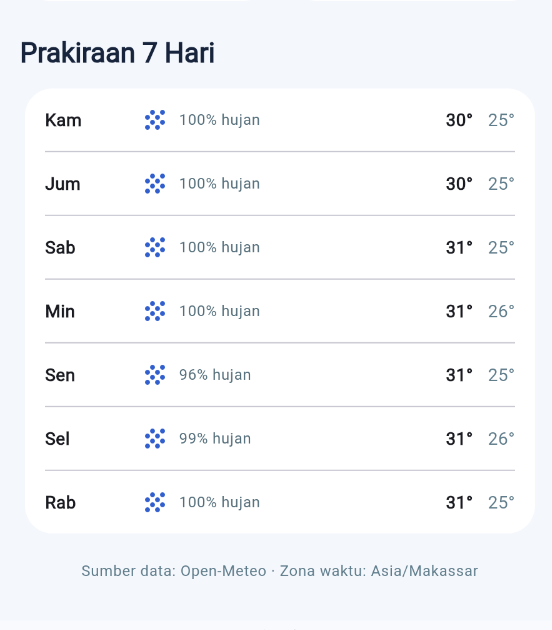 Prakiraan 7 Hari
Kam 100% hujan 30° 25°
Jum 100% hujan 30° 25°
Sab 100% hujan 31° 25°
Min 100% hujan 31° 26°
Sen 96% hujan 31° 25°
Sel 99% hujan 31° 26°
Rab 100% hujan 31° 25°
Sumber data: Open-Meteo · Zona waktu: Asia/Makassar